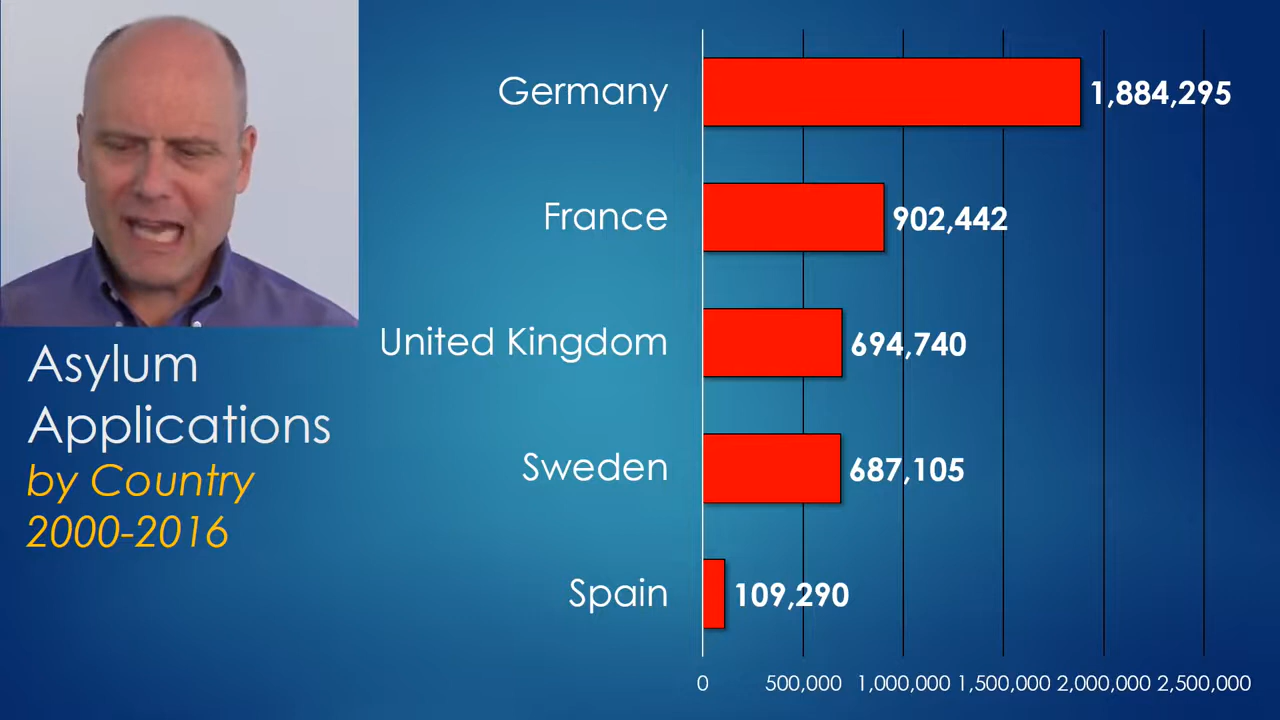 Germany 1,884,295
France 902,442
United Kingdom 694,740
Sweden 687,105
Spain 109,290
0 500,000 1,000,000 1,500,000 2,000,000 2,500,000
Asylum
Applications
by Country
2000-2016